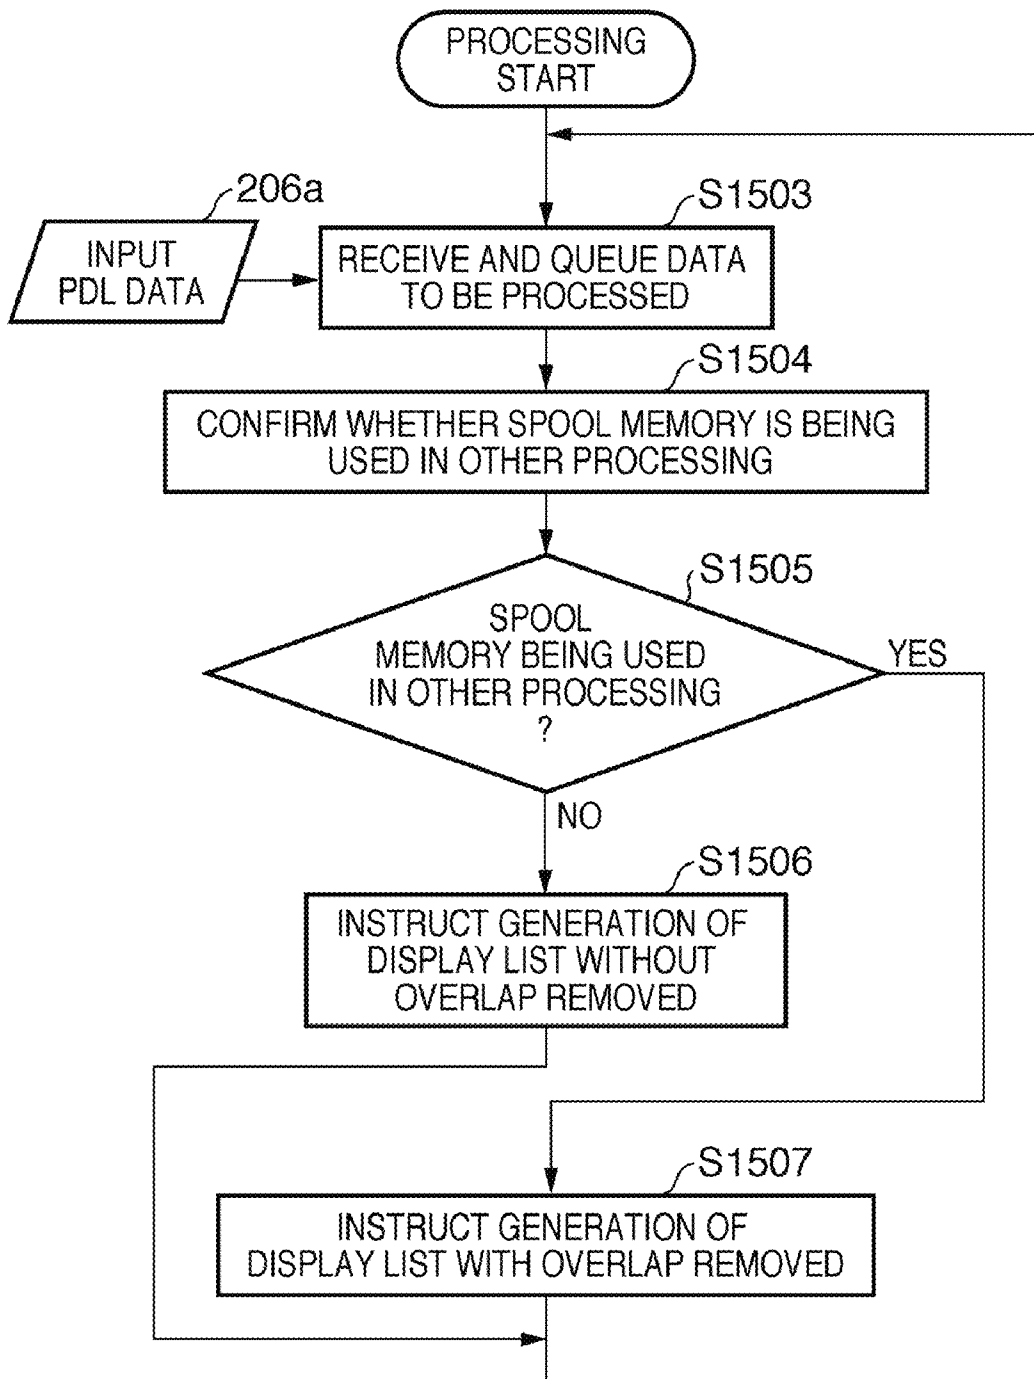 PROCESSING
START
206a
S1503
INPUT
PDL DATA
RECEIVE AND QUEUE DATA
TO BE PROCESSED
S1504
CONFIRM WHETHER SPOOL MEMORY IS BEING
USED IN OTHER PROCESSING
S1505
SPOOL
MEMORY BEING USED
IN OTHER PROCESSING
?
YES
NO
S1506
INSTRUCT GENERATION OF
DISPLAY LIST WITHOUT
OVERLAP REMOVED
S1507
INSTRUCT GENERATION OF
DISPLAY LIST WITH OVERLAP REMOVED